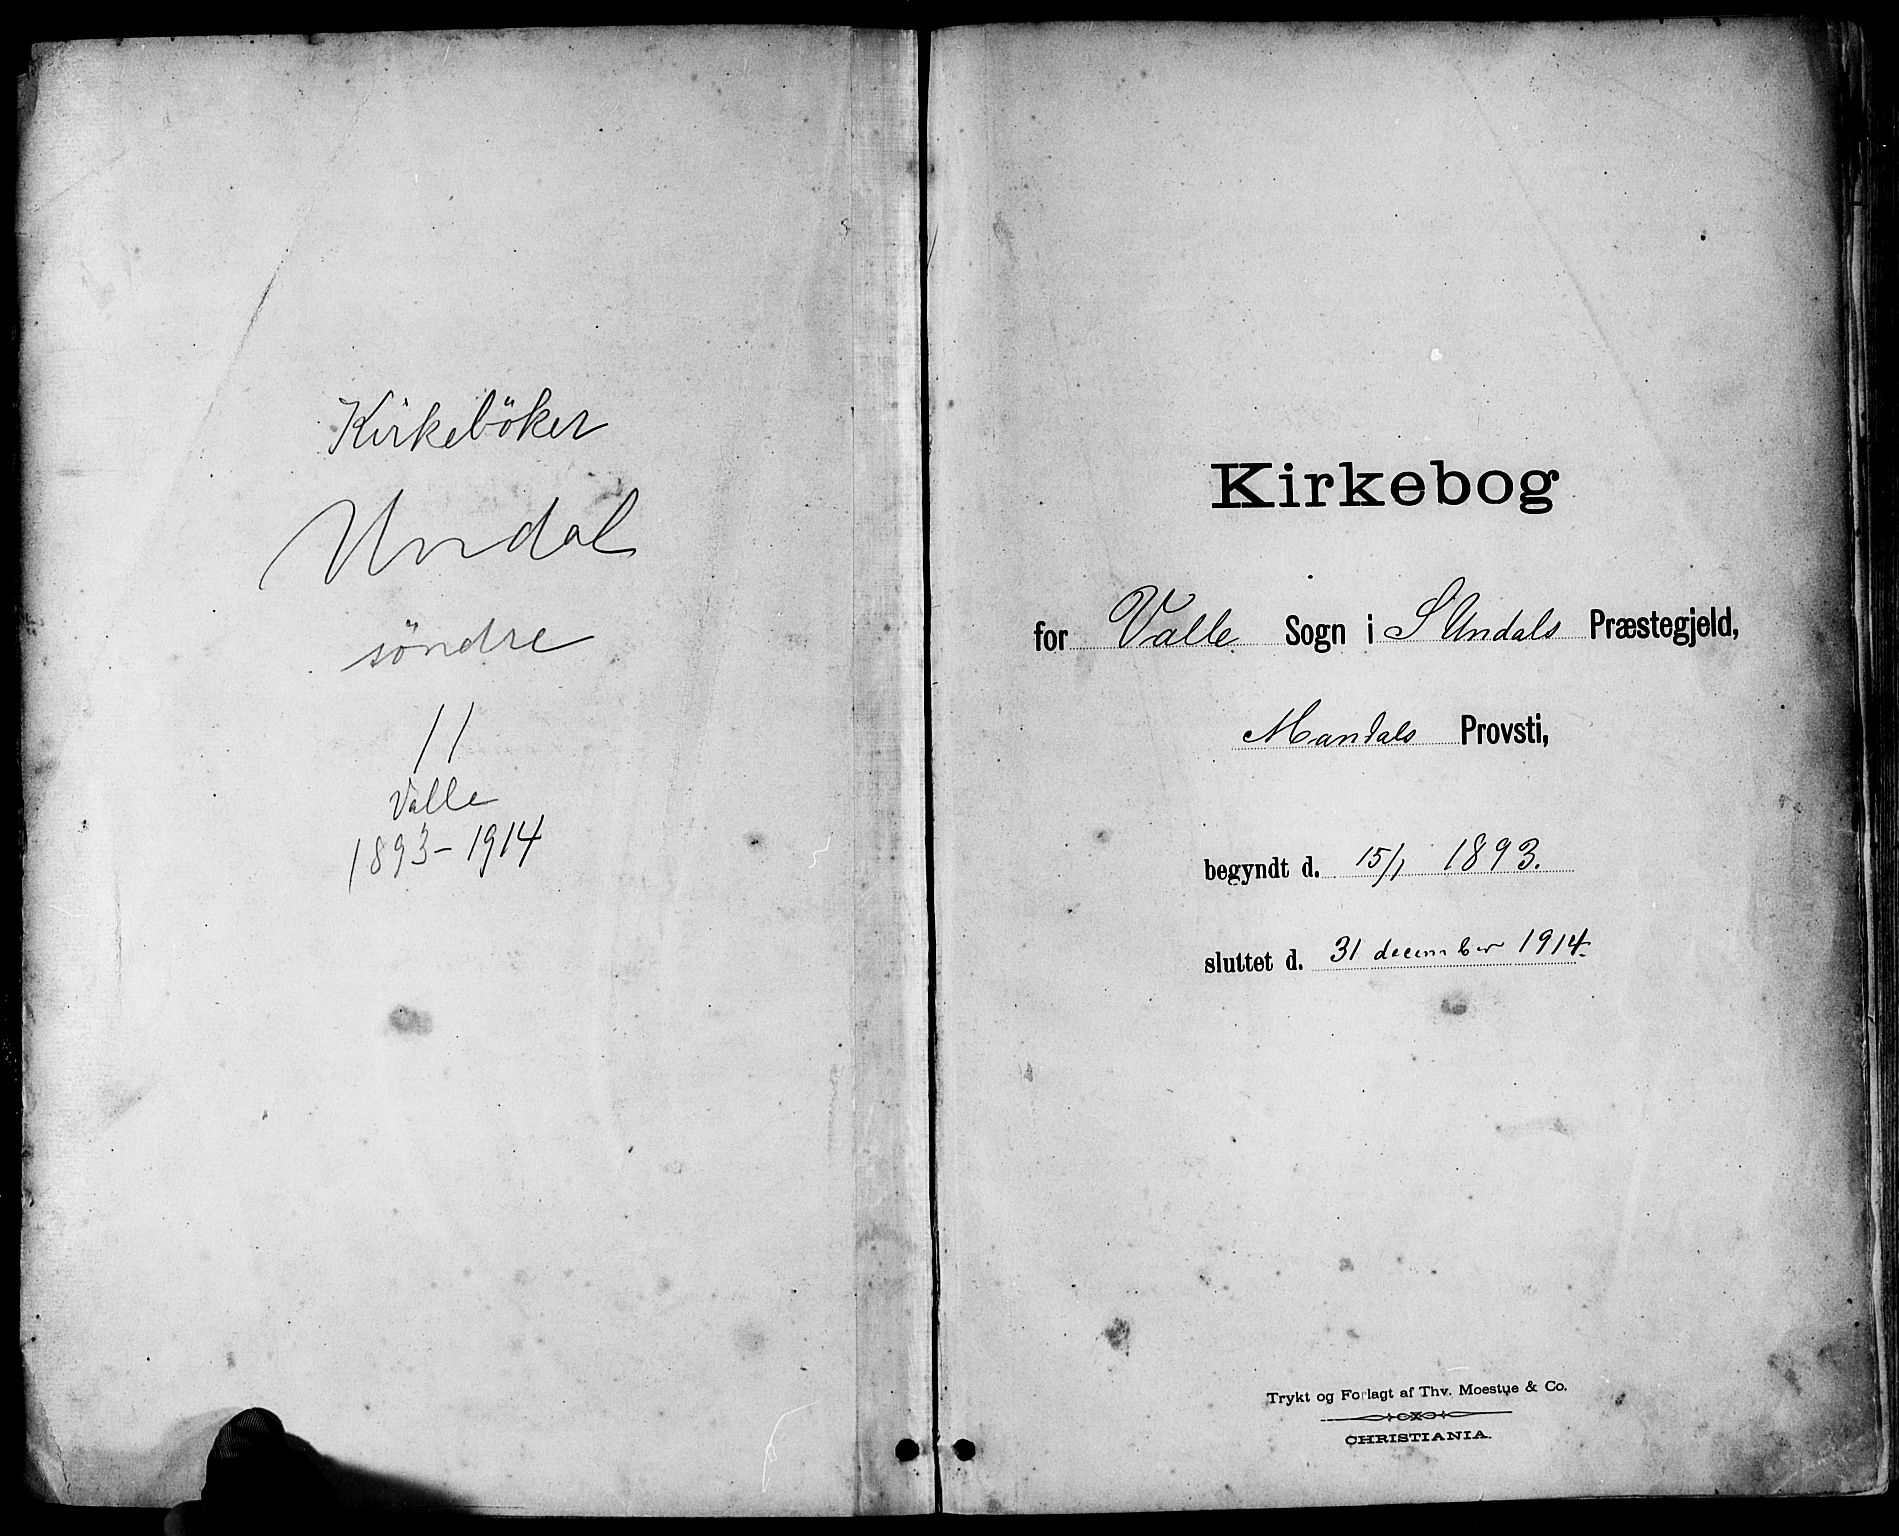 Kirkeböker
Undal
söndre
11
Valle
1893-1914
Kirkebog
for Valle Sogn i S Undals Præstegjeld,
Mandals Provsti,
begyndt d. 15/1 1893.
sluttet d. 31 december 1914.
Trykt og Forlagt af Thv. Moestue & Co.
CHRISTIANIA.